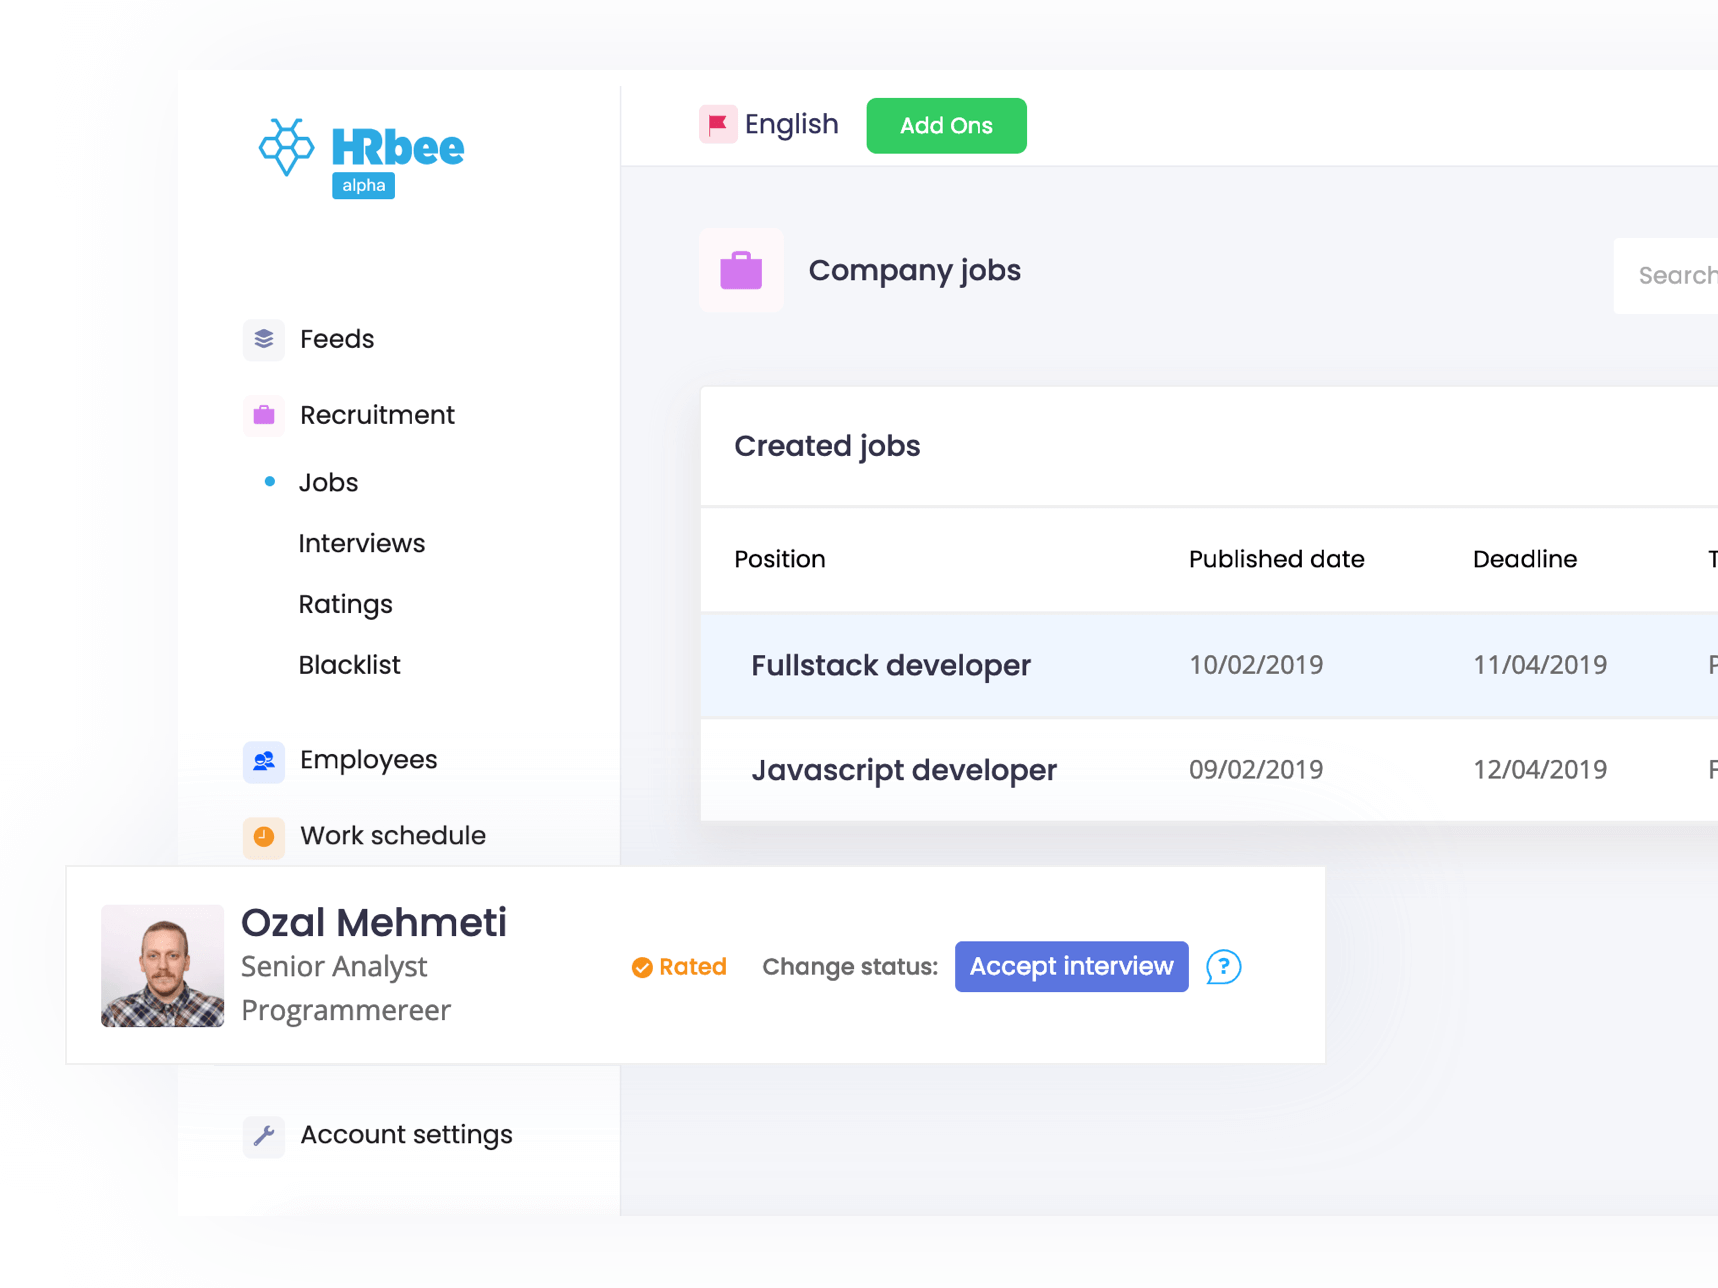 HRbee
alpha
English
Add Ons
Company jobs
Search
Feeds
Recruitment
Jobs
Interviews
Ratings
Blacklist
Employees
Work schedule
Created jobs
Position Published date Deadline
Fullstack developer 10/02/2019 11/04/2019
Javascript developer 09/02/2019 12/04/2019
Ozal Mehmeti
Senior Analyst
Programmereer
Rated
Change status:
Accept interview
?
Account settings